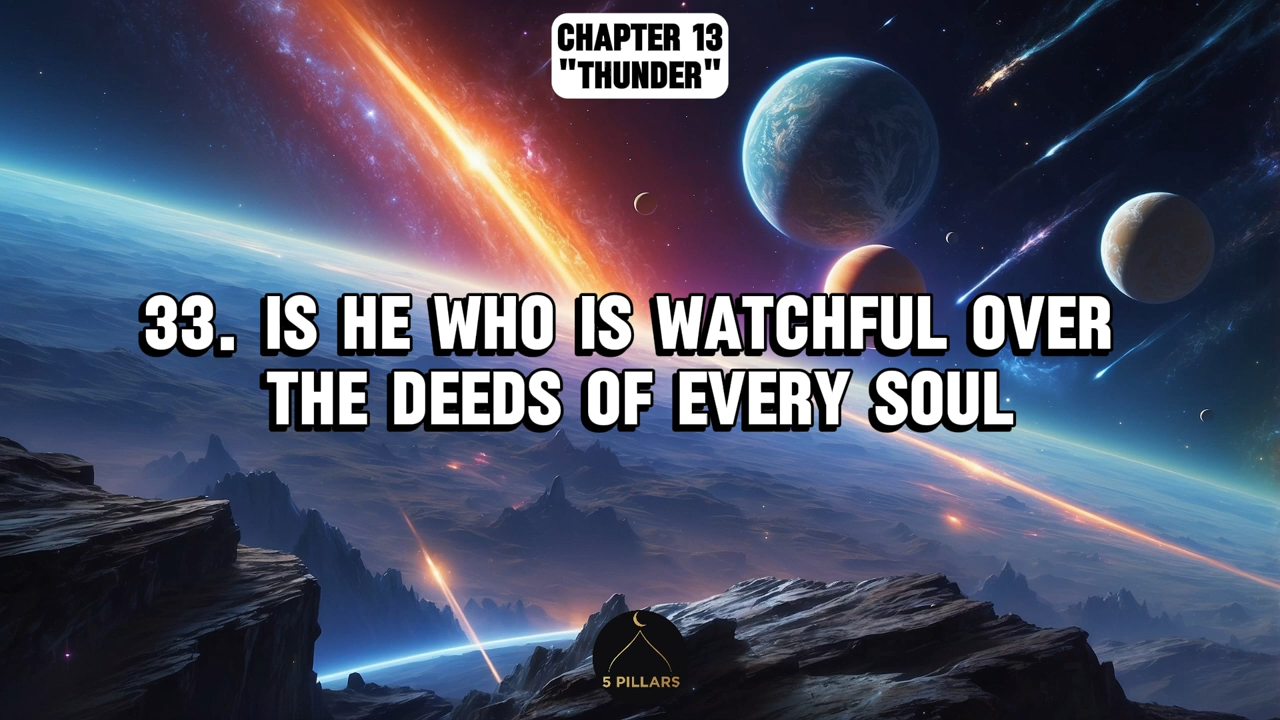 CHAPTER 13
"THUNDER"
33. IS HE WHO IS WATCHFUL OVER
THE DEEDS OF EVERY SOUL
5 PILLARS